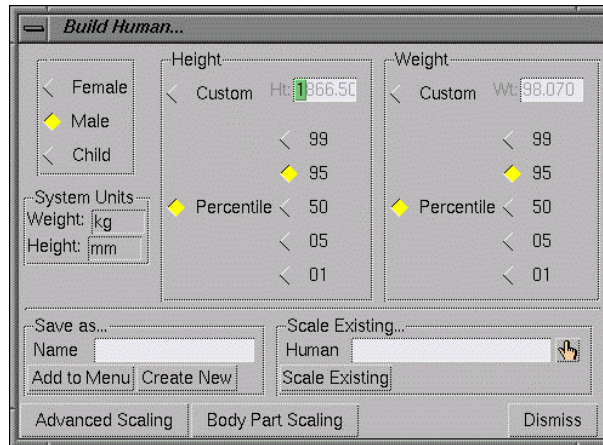 Build Human...
Female
Male
Child
System Units
Weight: kg
Height: mm
Height
Custom Ht: 1866.50
99
95
Percentile 50
05
01
Weight
Custom Wt: 98.070
99
95
Percentile 50
05
01
Save as...
Name
Add to Menu Create New
Scale Existing...
Human
Scale Existing
Advanced Scaling Body Part Scaling Dismiss